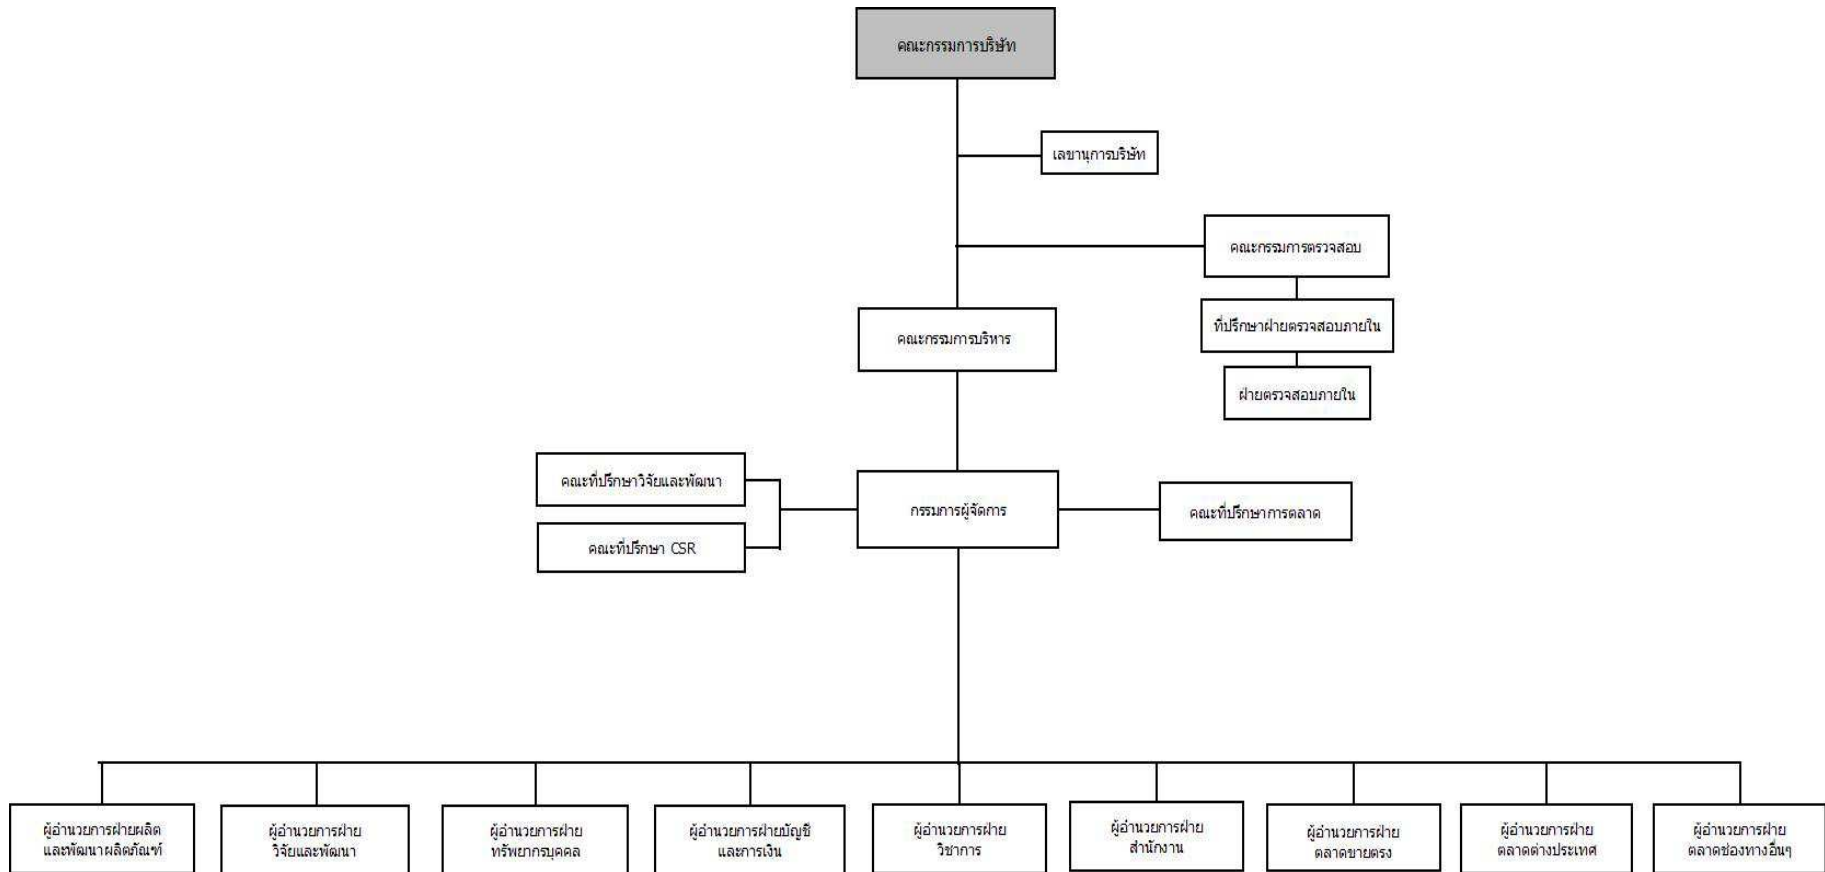 คณะกรรมการบริษัท
เลขานุการบริษัท
คณะกรรมการตรวจสอบ
ที่ปรึกษาฝ่ายตรวจสอบภายใน
คณะกรรมการบริหาร
ฝ่ายตรวจสอบภายใน
คณะที่ปรึกษาวิจัยและพัฒนา
กรรมการผู้จัดการ
คณะที่ปรึกษาการตลาด
คณะที่ปรึกษา CSR
ผู้อำนวยการฝ่ายผลิต
และพัฒนาผลิตภัณฑ์
ผู้อำนวยการฝ่าย
วิจัยและพัฒนา
ผู้อำนวยการฝ่าย
ทรัพยากรบุคคล
ผู้อำนวยการฝ่ายบัญชี
และการเงิน
ผู้อำนวยการฝ่าย
วิชาการ
ผู้อำนวยการฝ่าย
สำนักงาน
ผู้อำนวยการฝ่าย
ตลาดขายตรง
ผู้อำนวยการฝ่าย
ตลาดต่างประเทศ
ผู้อำนวยการฝ่าย
ตลาดช่องทางอื่นๆ